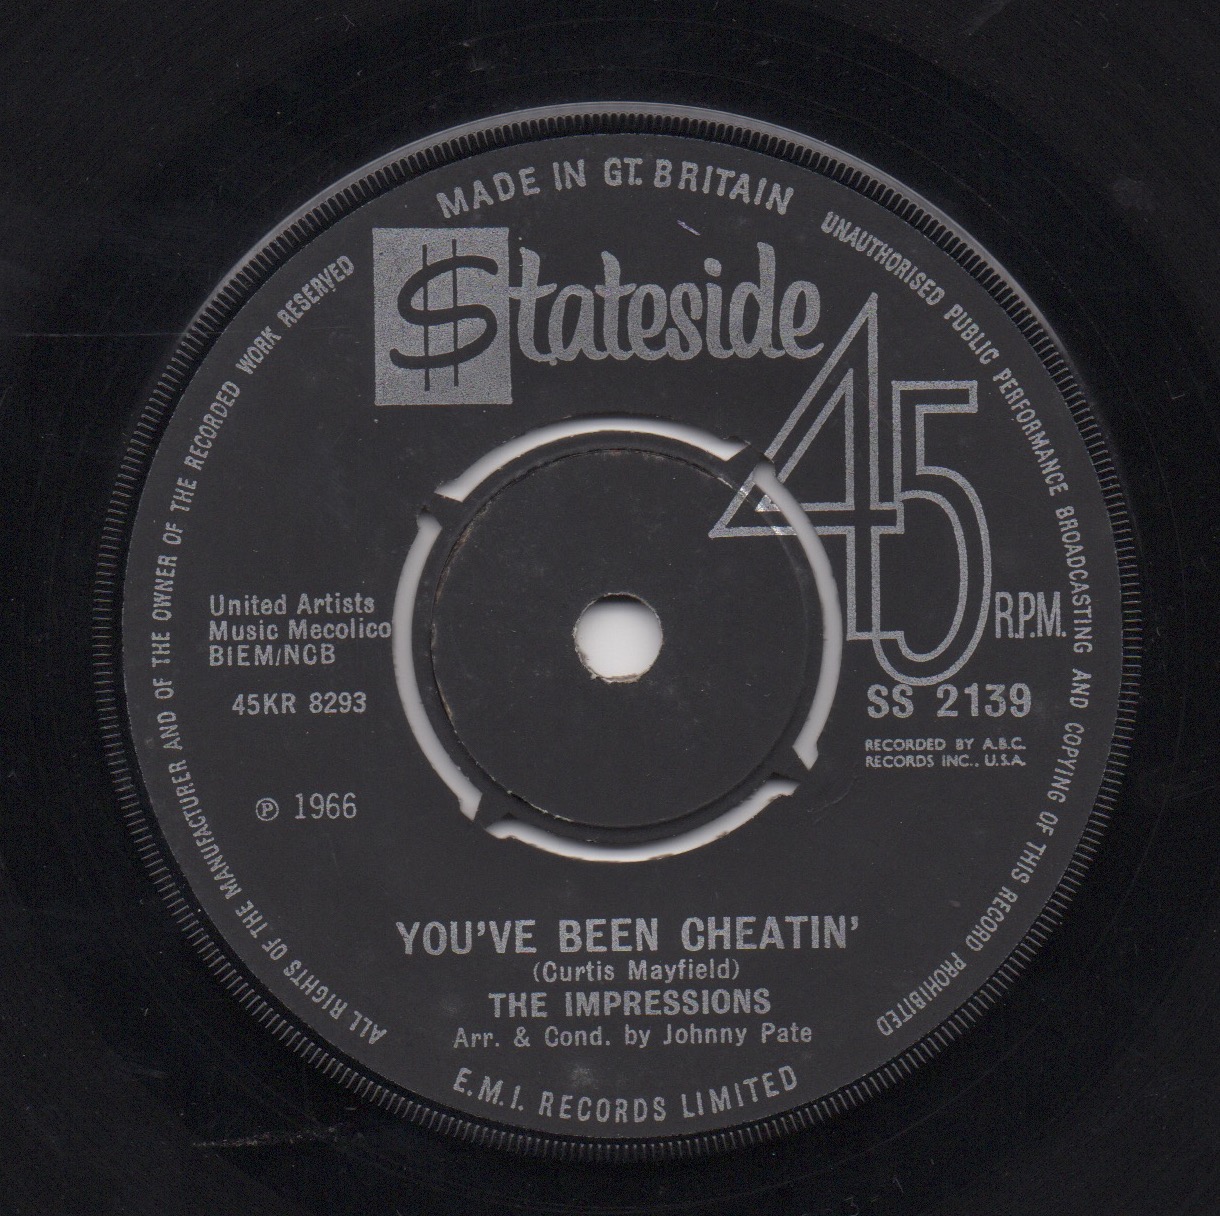 MADE IN GT. BRITAIN
UNAUTHORISED PUBLIC PERFORMANCE BROADCASTING AND COPYING OF THIS RECORD PROHIBITED
ALL RIGHTS OF THE MANUFACTURER AND OF THE OWNER OF THE RECORDED WORK RESERVED
$tateside
45
R.P.M.
United Artists
Music Mecolico
BIEM/NCB
45KR 8293
SS 2139
RECORDED BY A.B.C.
RECORDS INC., U.S.A.
℗ 1966
YOU'VE BEEN CHEATIN'
(Curtis Mayfield)
THE IMPRESSIONS
Arr. & Cond. by Johnny Pate
E.M.I. RECORDS LIMITED